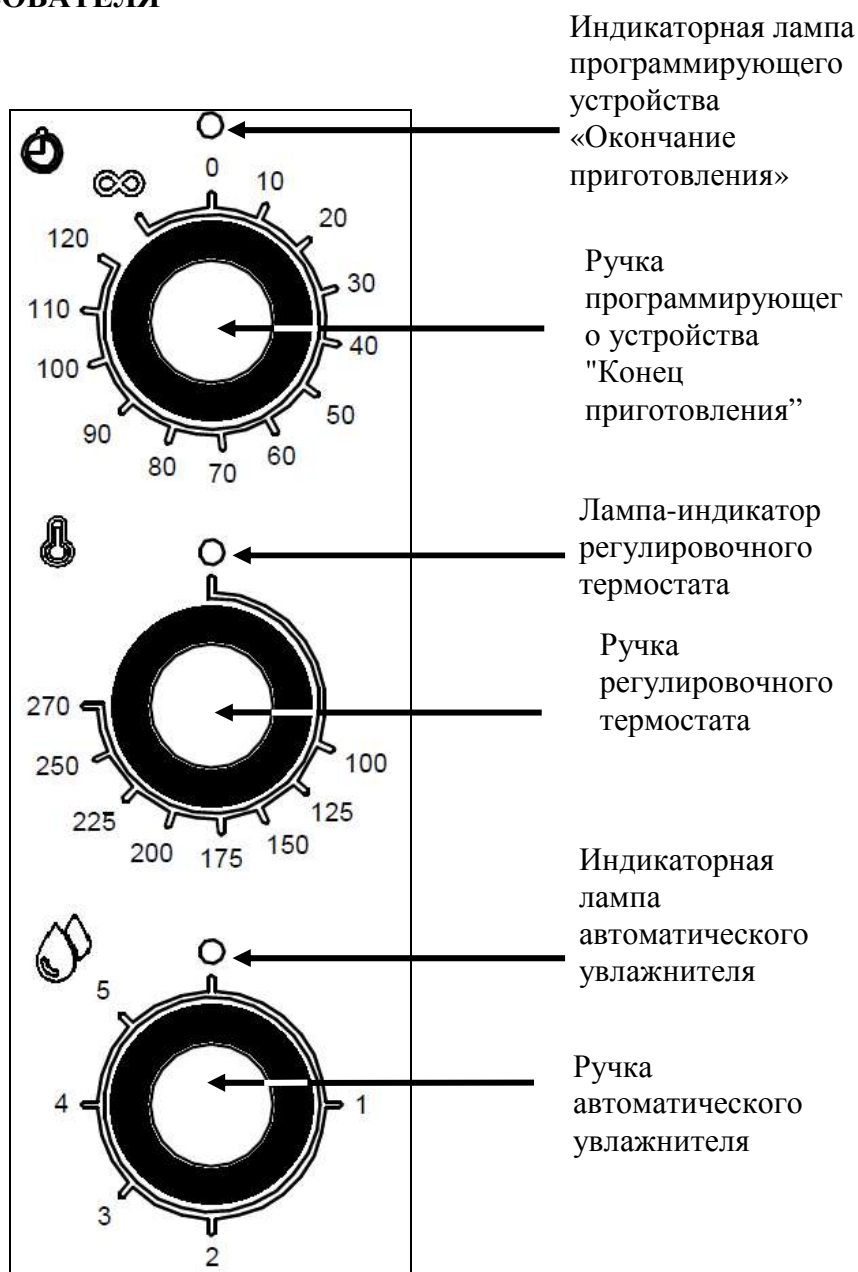 Индикаторная лампа
программирующего
устройства
«Окончание
приготовления»
0
10
20
30
40
50
60
70
80
90
100
110
120
Ручка
программирующег
о устройства
"Конец
приготовления”
Лампа-индикатор
регулировочного
термостата
Ручка
регулировочного
термостата
100
125
150
175
200
225
250
270
Индикаторная
лампа
автоматического
увлажнителя
Ручка
автоматического
увлажнителя
1
2
3
4
5